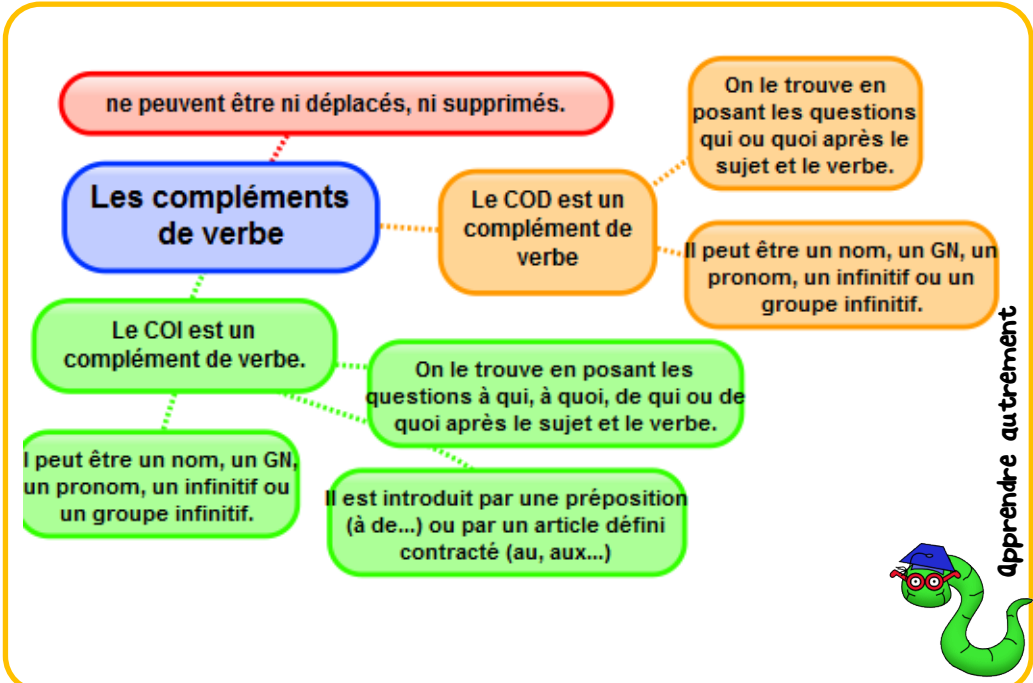 ne peuvent être ni déplacés, ni supprimés.
Les compléments
de verbe
Le COD est un
complément de
verbe
On le trouve en
posant les questions
qui ou quoi après le
sujet et le verbe.
Il peut être un nom, un GN, un
pronom, un infinitif ou un
groupe infinitif.
Le COI est un
complément de verbe.
On le trouve en posant les
questions à qui, à quoi, de qui ou de
quoi après le sujet et le verbe.
l peut être un nom, un GN,
un pronom, un infinitif ou
un groupe infinitif.
Il est introduit par une préposition
(à de...) ou par un article défini
contracté (au, aux...)
apprendre autrement